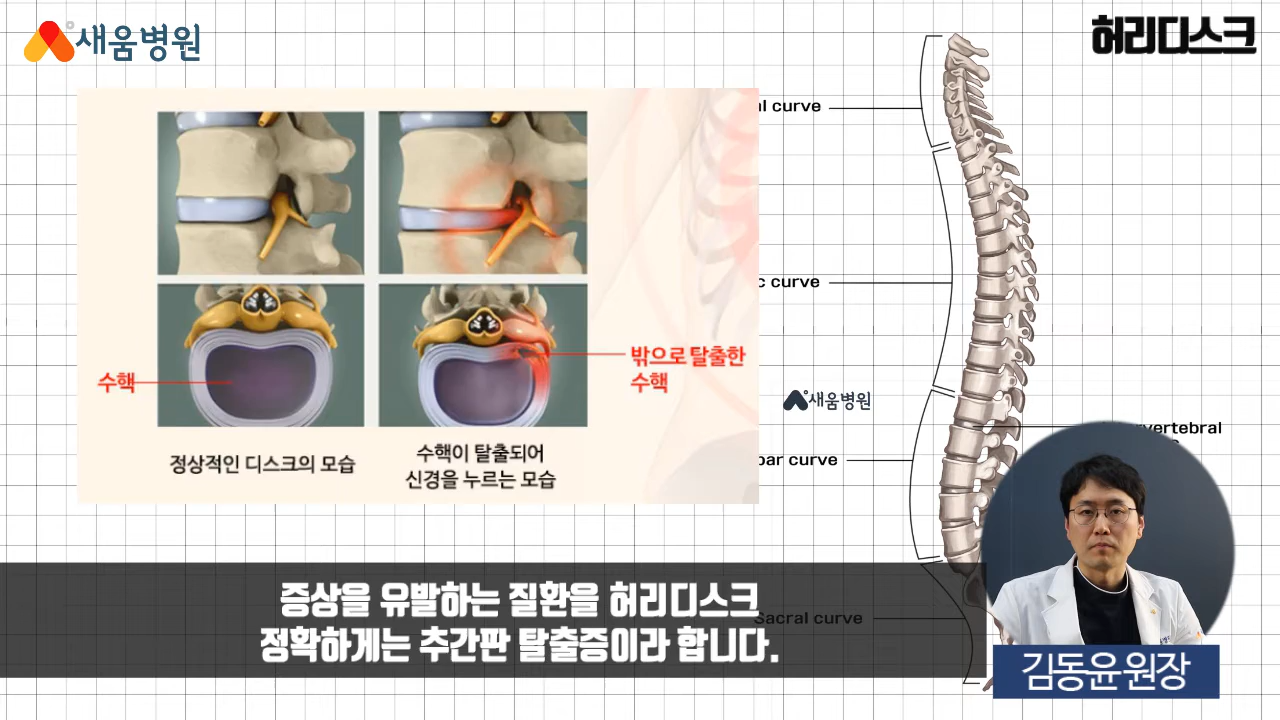 새움병원
허리디스크
l curve
c curve
수핵
밖으로 탈출한
수핵
정상적인 디스크의 모습
수핵이 탈출되어
신경을 누르는 모습
새움병원
vertebral
bar curve
증상을 유발하는 질환을 허리디스크
정확하게는 추간판 탈출증이라 합니다.
Sacral curve
김동윤 원장